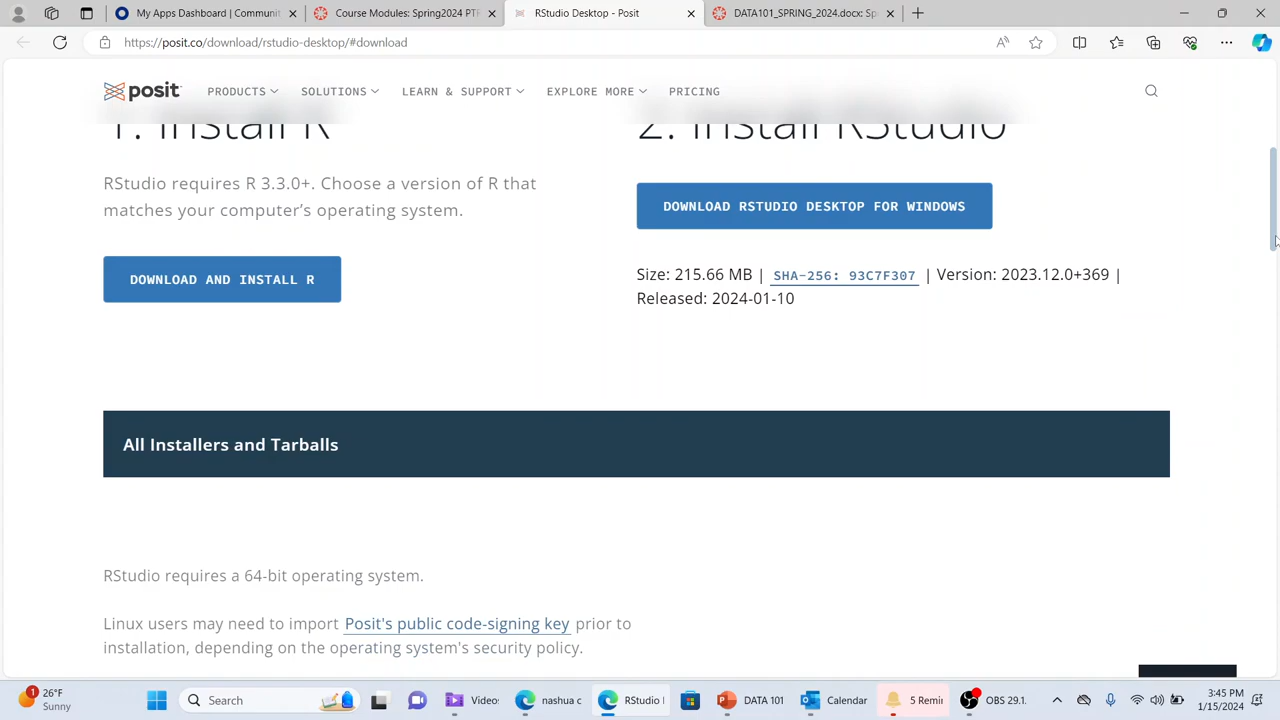 (3) Communi
Course Modules: Spring2024 PTF
RStudio Desktop - Posit
DATA101_SPRING_2024.docx: Sp
https://posit.co/download/rstudio-desktop/#download
posit
PRODUCTS
SOLUTIONS
LEARN & SUPPORT
EXPLORE MORE
PRICING
1. Install R
2. Install RStudio
RStudio requires R 3.3.0+. Choose a version of R that
matches your computer’s operating system.
DOWNLOAD AND INSTALL R
DOWNLOAD RSTUDIO DESKTOP FOR WINDOWS
Size: 215.66 MB | SHA-256: 93C7F307 | Version: 2023.12.0+369 |
Released: 2024-01-10
All Installers and Tarballs
RStudio requires a 64-bit operating system.
Linux users may need to import Posit's public code-signing key prior to
installation, depending on the operating system's security policy.
1
26°F
Sunny
Search
Video
nashua c
RStudio
DATA 101
Calendar
5 Remi
OBS 29.1
3:45 PM
1/15/2024